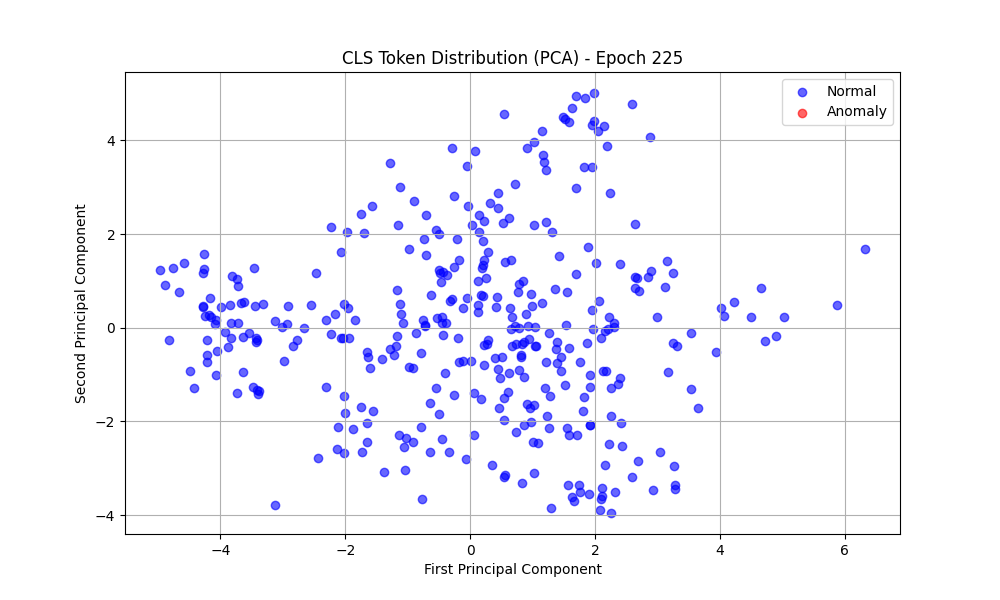 CLS Token Distribution (PCA) - Epoch 225
Normal
Anomaly
Second Principal Component
4
2
0
−2
−4
−4 −2 0 2 4 6
First Principal Component